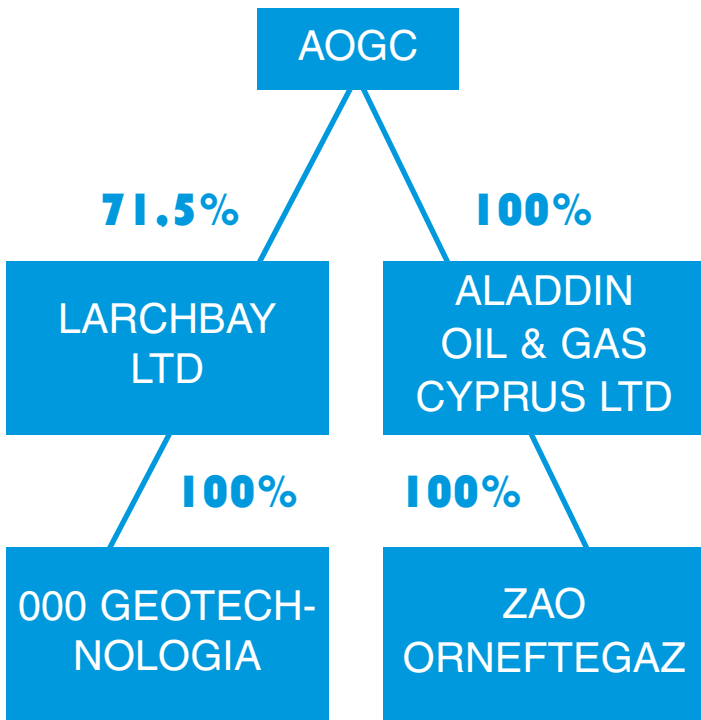 AOGC
71.5%
100%
LARCHBAY
LTD
ALADDIN
OIL & GAS
CYPRUS LTD
100%
100%
000 GEOTECH-
NOLOGIA
ZAO
ORNEFTEGAZ